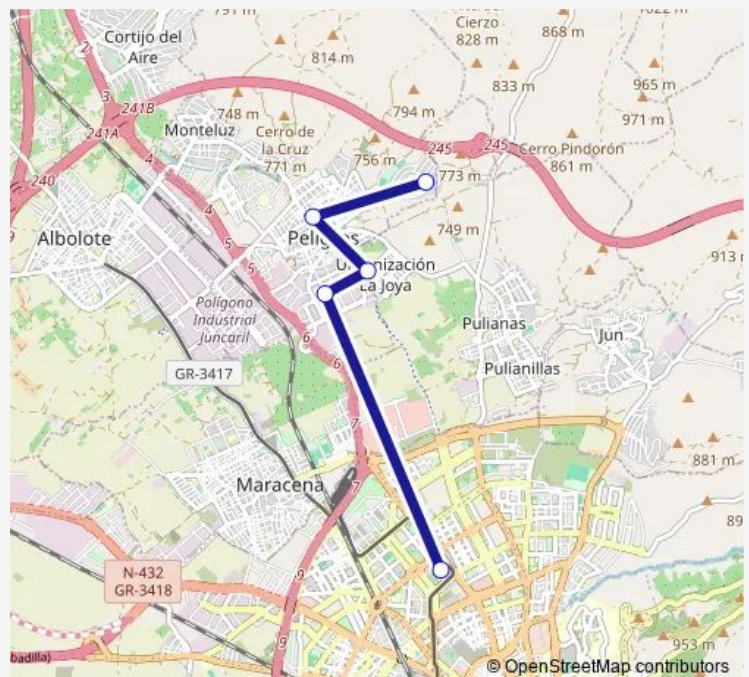 791 m
Cierzo
828 m
868 m
1022 m
Cortijo del
Aire
2
814 m
3
241B
241A
748 m
794 m
833 m
965 m
971 m
Monteluz
Cerro de
la Cruz
771 m
756 m
245
245
Cerro Pindorón
861 m
4
240
773 m
4
749 m
Albolote
5
5
Peligros
Urbanización
La Joya
913 m
Polígono
Industrial
Juncaril
6
6
Pulianas
Jun
GR-3417
Pulianillas
7
881 m
Maracena
7
N-432
GR-3418
9
9
953 m
badilla)
© OpenStreetMap contributors